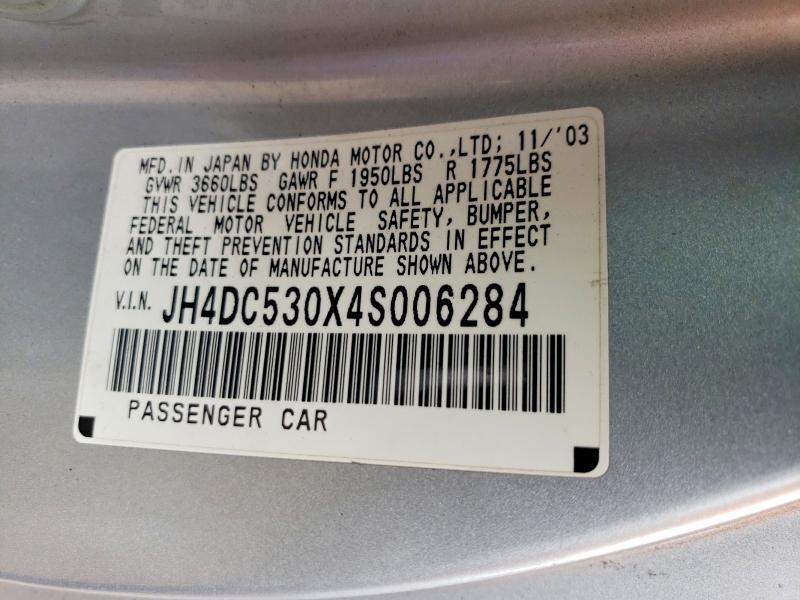 MFD.IN JAPAN BY HONDA MOTOR CO.,LTD; 11/'03
GVWR 3660LBS GAWR F 1950LBS R 1775LBS
THIS VEHICLE CONFORMS TO ALL APPLICABLE
FEDERAL MOTOR VEHICLE SAFETY, BUMPER,
AND THEFT PREVENTION STANDARDS IN EFFECT
ON THE DATE OF MANUFACTURE SHOWN ABOVE.
V.I.N. JH4DC530X4S006284
PASSENGER CAR